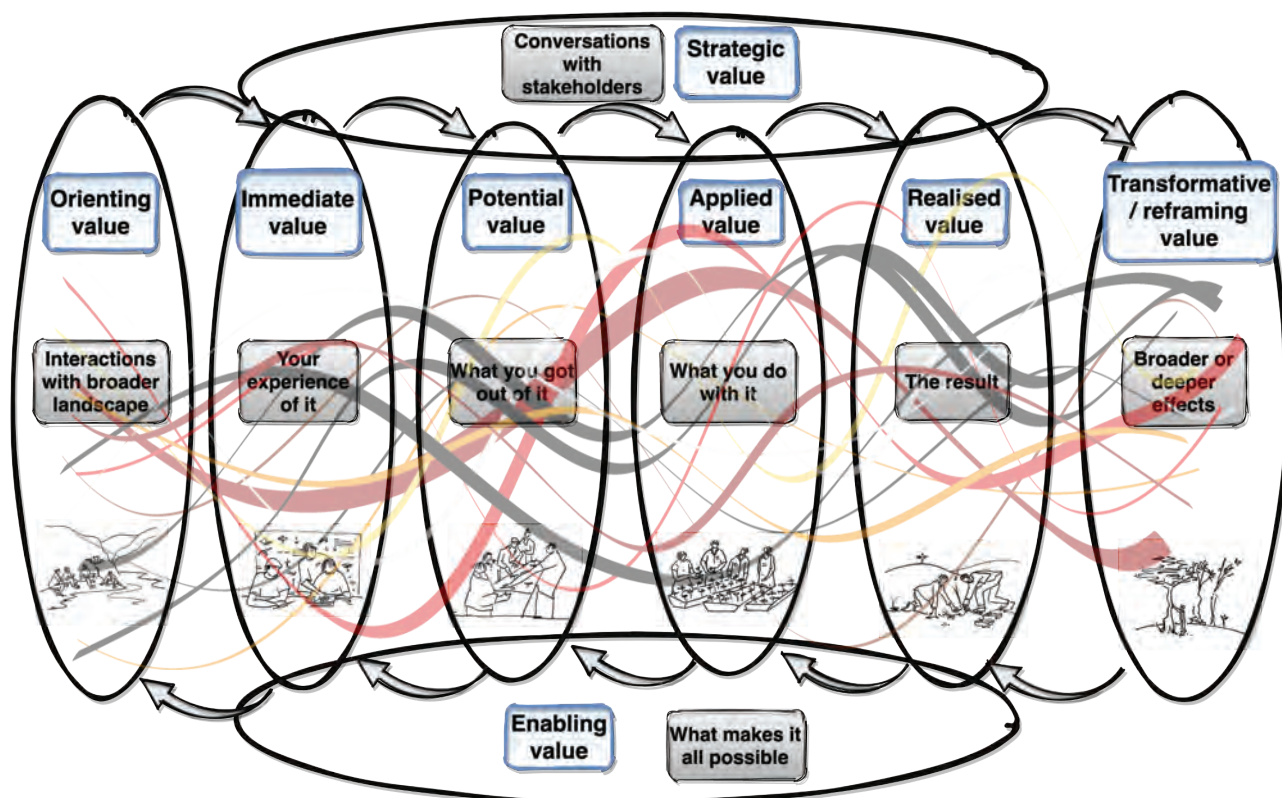 Conversations
with
stakeholders
Strategic
value
Orienting
value
Immediate
value
Potential
value
Applied
value
Realised
value
Transformative
/ reframing
value
Interactions
with broader
landscape
Your
experience
of it
What you got
out of it
What you do
with it
The result
Broader or
deeper
effects
Enabling
value
What makes it
all possible